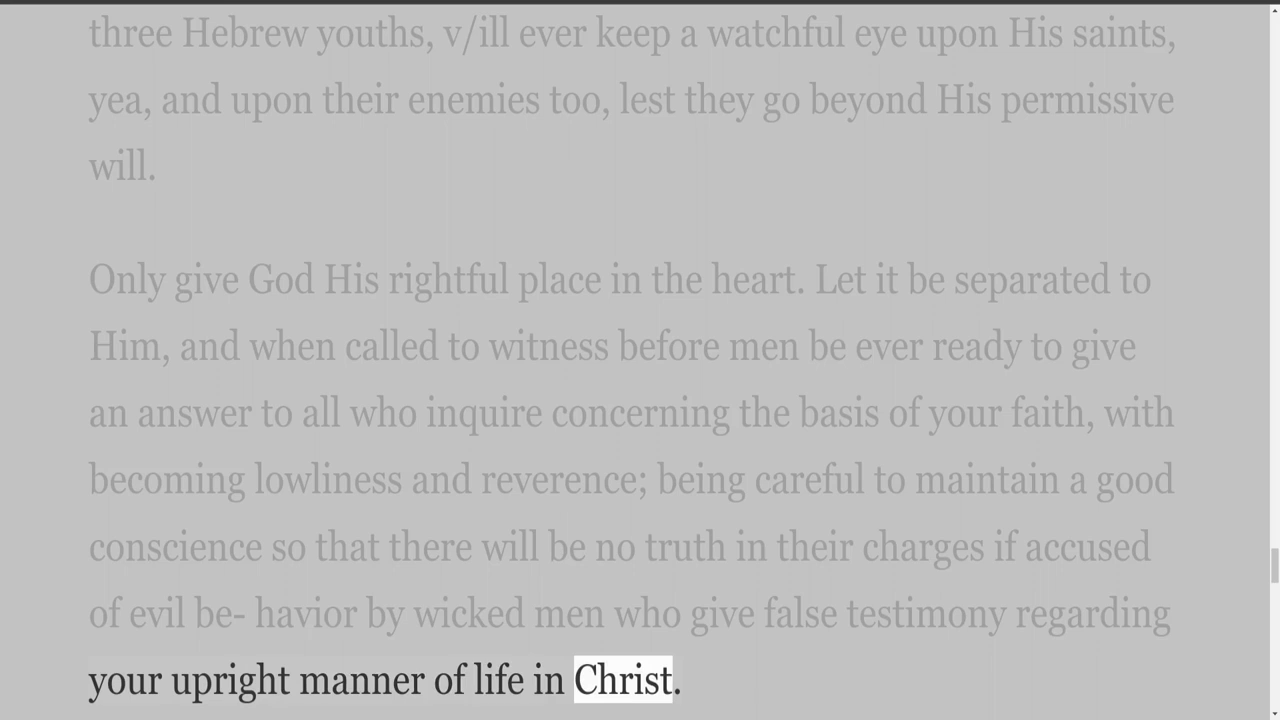 three Hebrew youths, v/ill ever keep a watchful eye upon His saints,
yea, and upon their enemies too, lest they go beyond His permissive
will.
Only give God His rightful place in the heart. Let it be separated to
Him, and when called to witness before men be ever ready to give
an answer to all who inquire concerning the basis of your faith, with
becoming lowliness and reverence; being careful to maintain a good
conscience so that there will be no truth in their charges if accused
of evil be- havior by wicked men who give false testimony regarding
your upright manner of life in Christ.